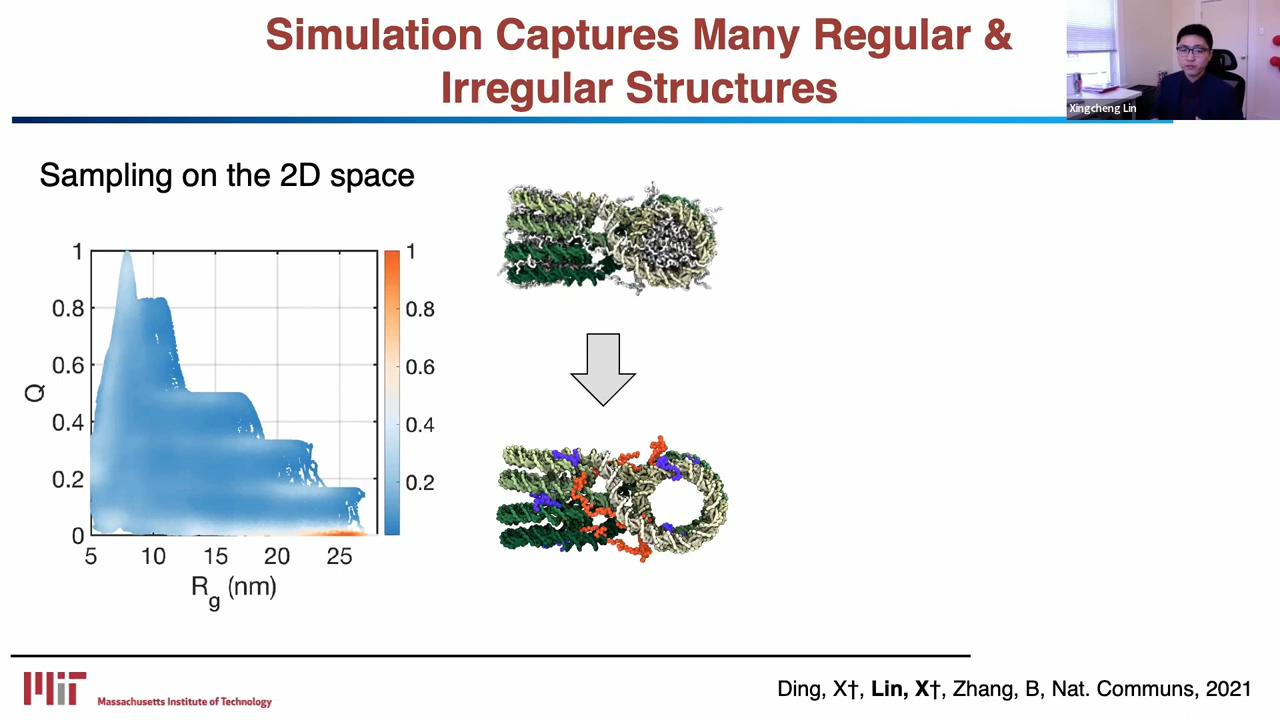 Simulation Captures Many Regular &
Irregular Structures
Xingcheng Lin
Sampling on the 2D space
1
0.8
0.6
0.4
0.2
0
Q
5 10 15 20 25
Rg (nm)
1
0.8
0.6
0.4
0.2
MIT
Massachusetts Institute of Technology
Ding, X†, Lin, X†, Zhang, B, Nat. Communs, 2021